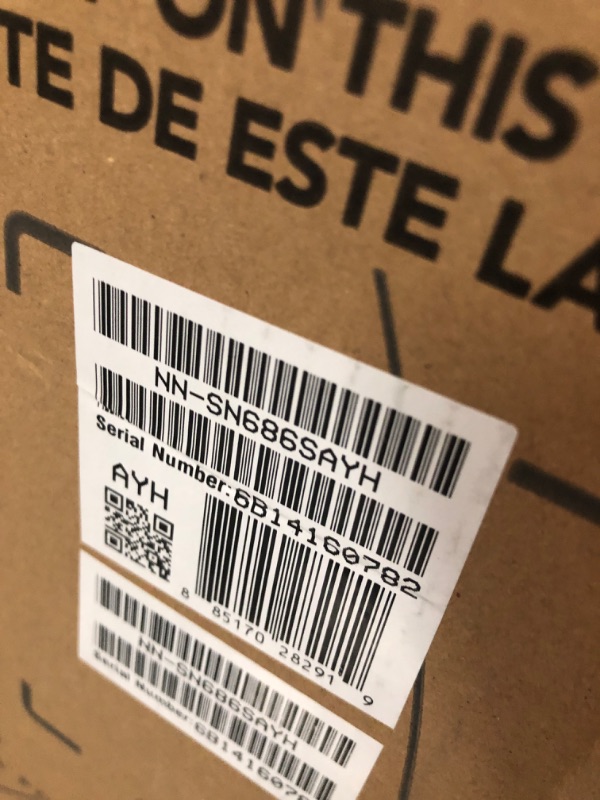 ON THIS
TE DE ESTE LA
NN-SN686SAYH
Serial Number:6B14160782
AYH
8 85170 28291 9
NN-SN686SAYH
Serial Number:6B1416078